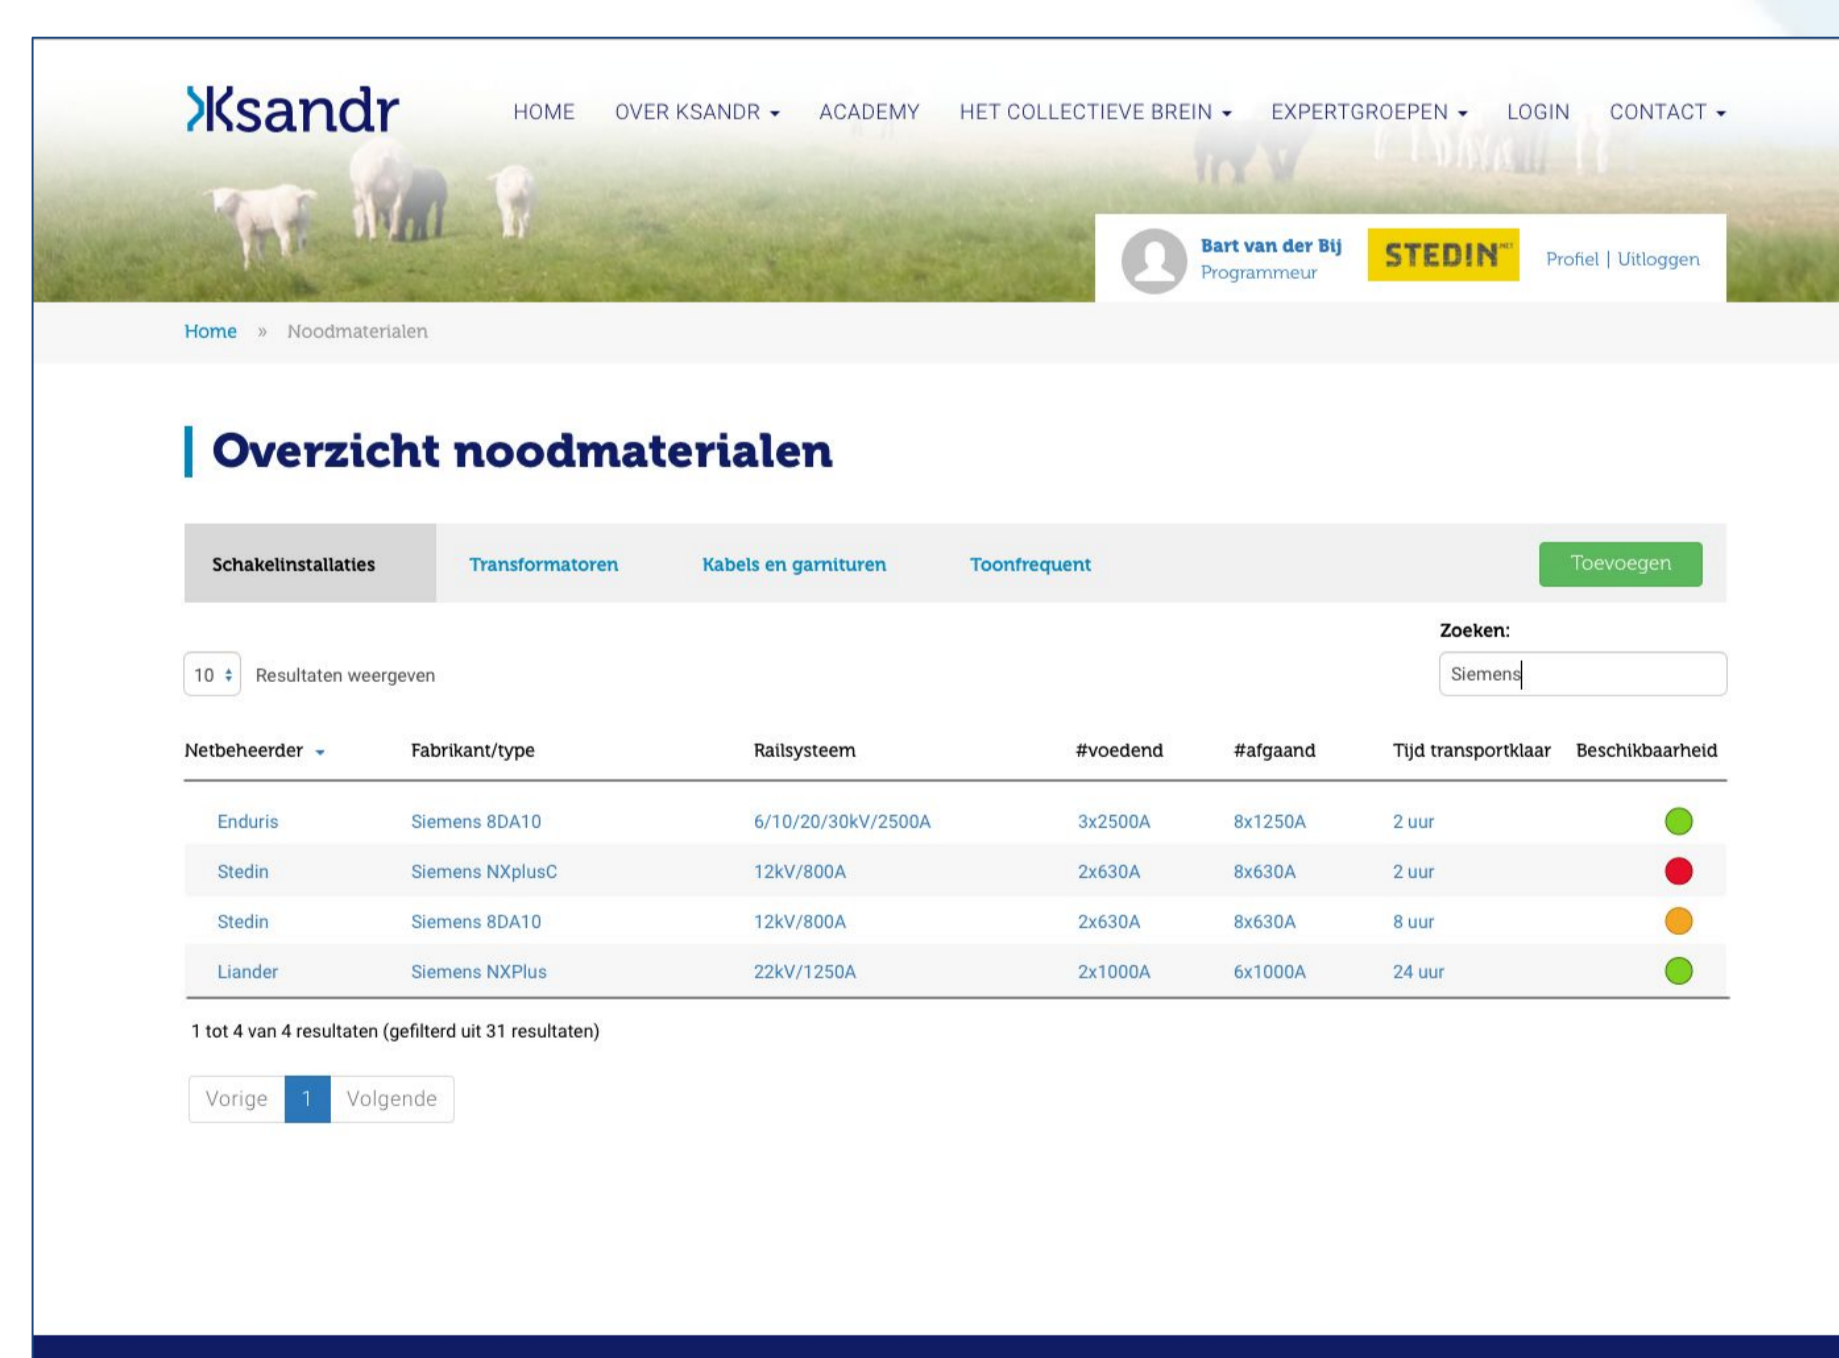 Ksandr HOME OVER KSANDR ACADEMY HET COLLECTIEVE BREIN EXPERTGROEPEN LOGIN CONTACT
Bart van der Bij
Programmeur
STEDIN.NET
Profiel | Uitloggen
Home » Noodmaterialen
Overzicht noodmaterialen
Schakelinstallaties Transformatoren Kabels en garnituren Toonfrequent Toevoegen
Zoeken:
10 Resultaten weergeven Siemens
Netbeheerder Fabrikant/type Railsysteem #voedend #afgaand Tijd transportklaar Beschikbaarheid
Enduris Siemens 8DA10 6/10/20/30kV/2500A 3x2500A 8x1250A 2 uur
Stedin Siemens NXplusC 12kV/800A 2x630A 8x630A 2 uur
Stedin Siemens 8DA10 12kV/800A 2x630A 8x630A 8 uur
Liander Siemens NXPlus 22kV/1250A 2x1000A 6x1000A 24 uur
1 tot 4 van 4 resultaten (gefilterd uit 31 resultaten)
Vorige 1 Volgende